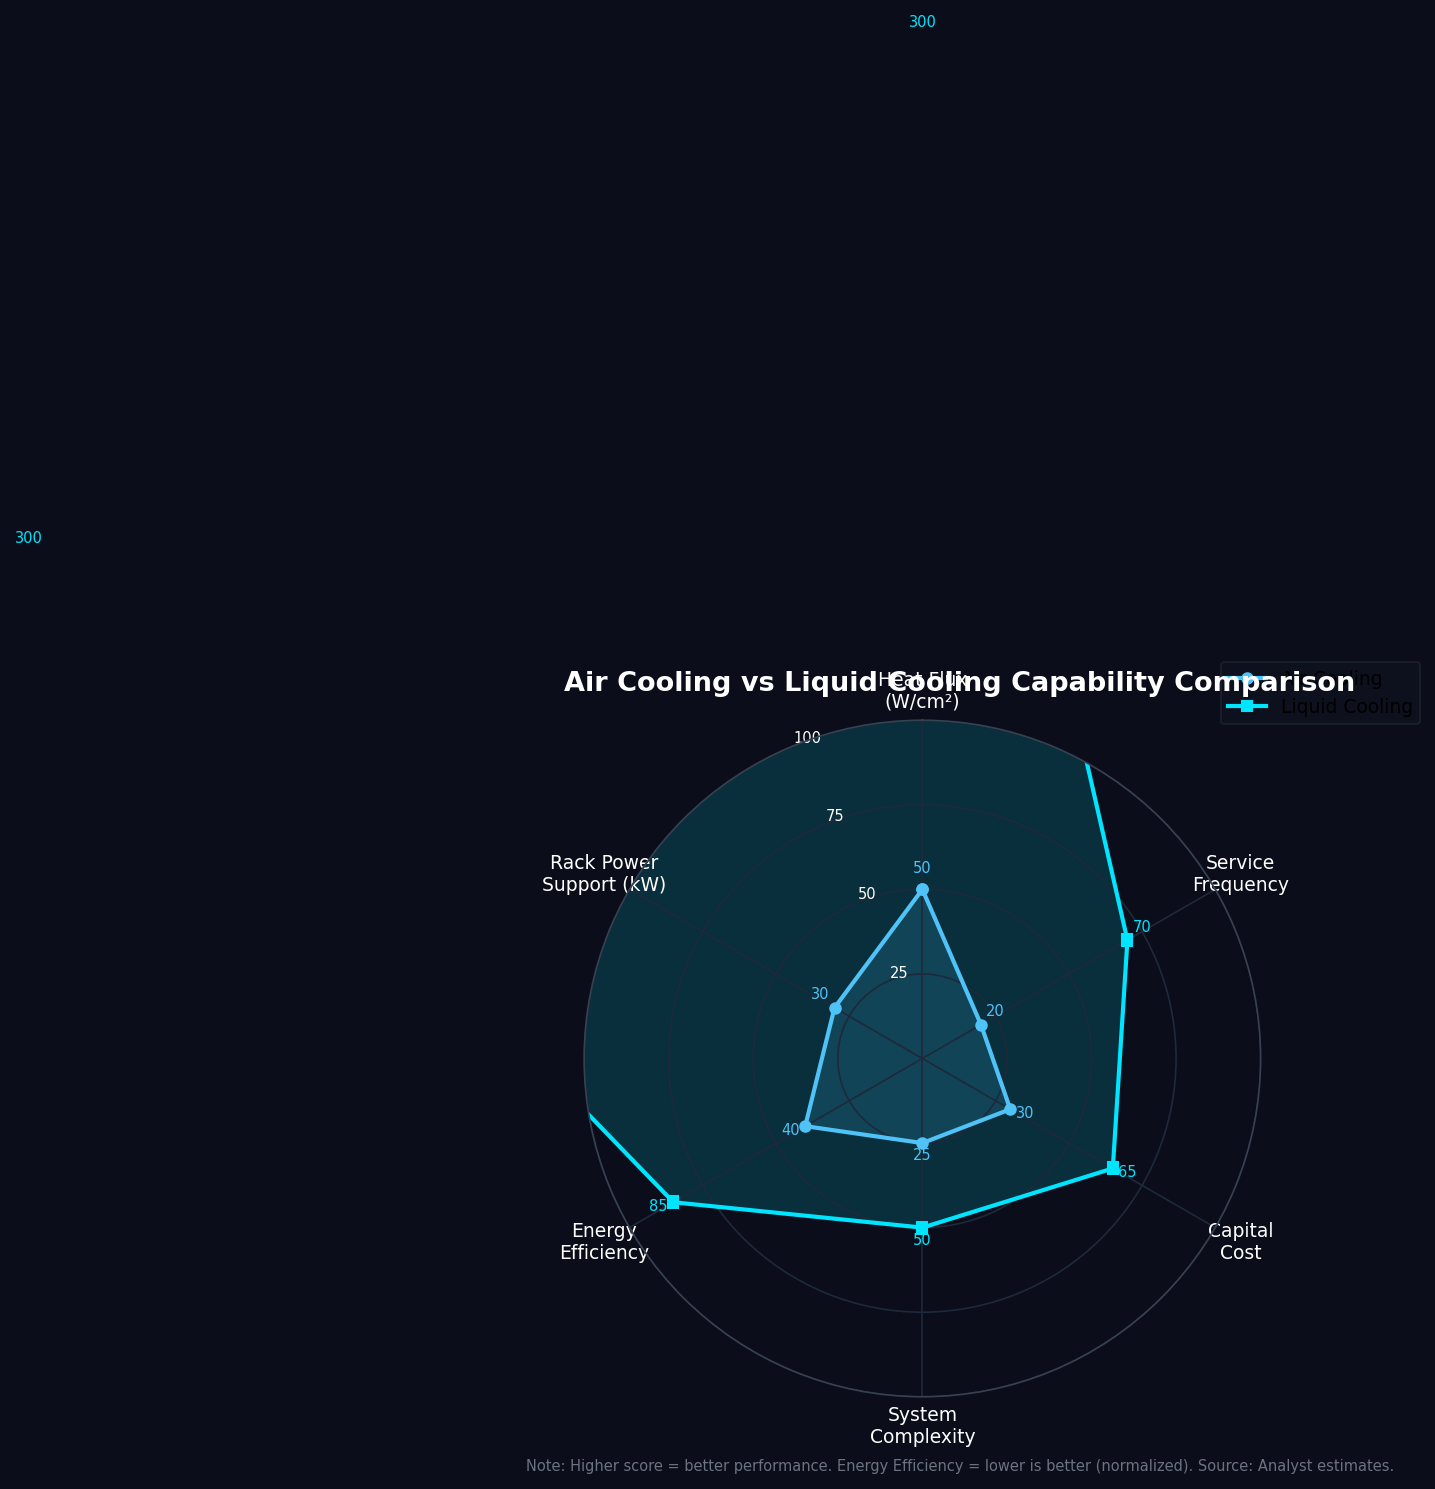 300
300
Air Cooling vs Liquid Cooling Capability Comparison
Heat Flux
(W/cm²)
Liquid Cooling
100
75
50
25
Rack Power
Support (kW)
Service
Frequency
50
70
30
20
30
40
25
65
85
50
Energy
Efficiency
Capital
Cost
System
Complexity
Note: Higher score = better performance. Energy Efficiency = lower is better (normalized). Source: Analyst estimates.